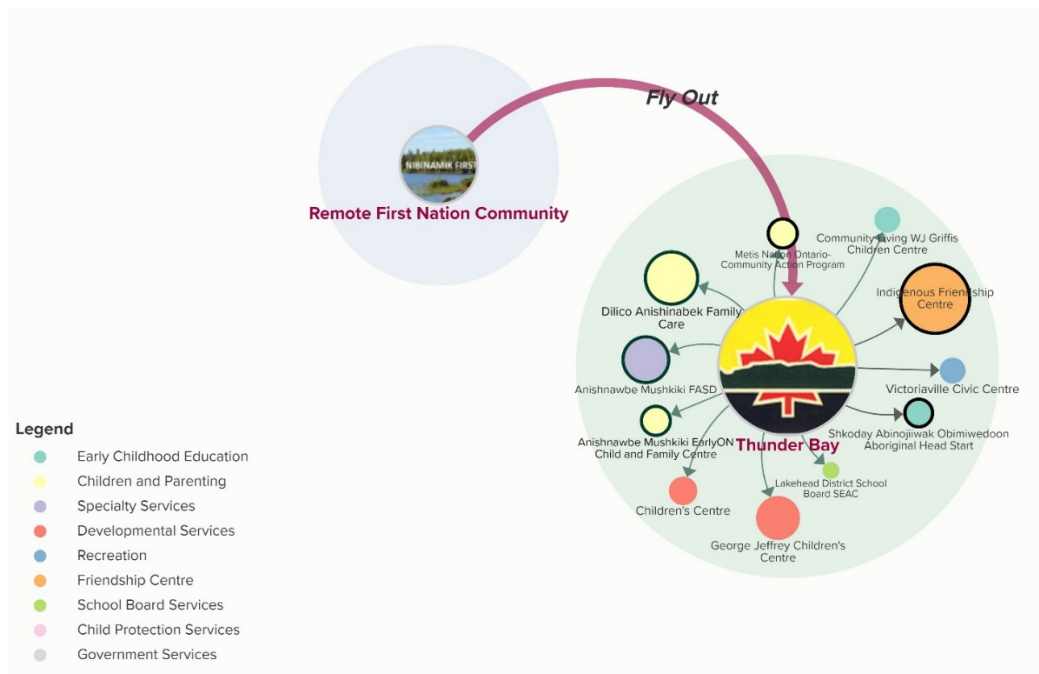 Fly Out
NIBINAMIK FIRST
Remote First Nation Community
Community Living WJ Griffis
Children Centre
Metis Nation Ontario-
Community Action Program
Indigenous Friendship
Centre
Dilico Anishinabek Family
Care
Anishnawbe Mushkiki FASD
Victoriaville Civic Centre
Shkoday Abinojiiwak Obimiwedoon
Aboriginal Head Start
Anishnawbe Mushkiki EarlyON
Child and Family Centre
Thunder Bay
Lakehead District School
Board SEAC
Children's Centre
George Jeffrey Children's
Centre
Legend
Early Childhood Education
Children and Parenting
Specialty Services
Developmental Services
Recreation
Friendship Centre
School Board Services
Child Protection Services
Government Services